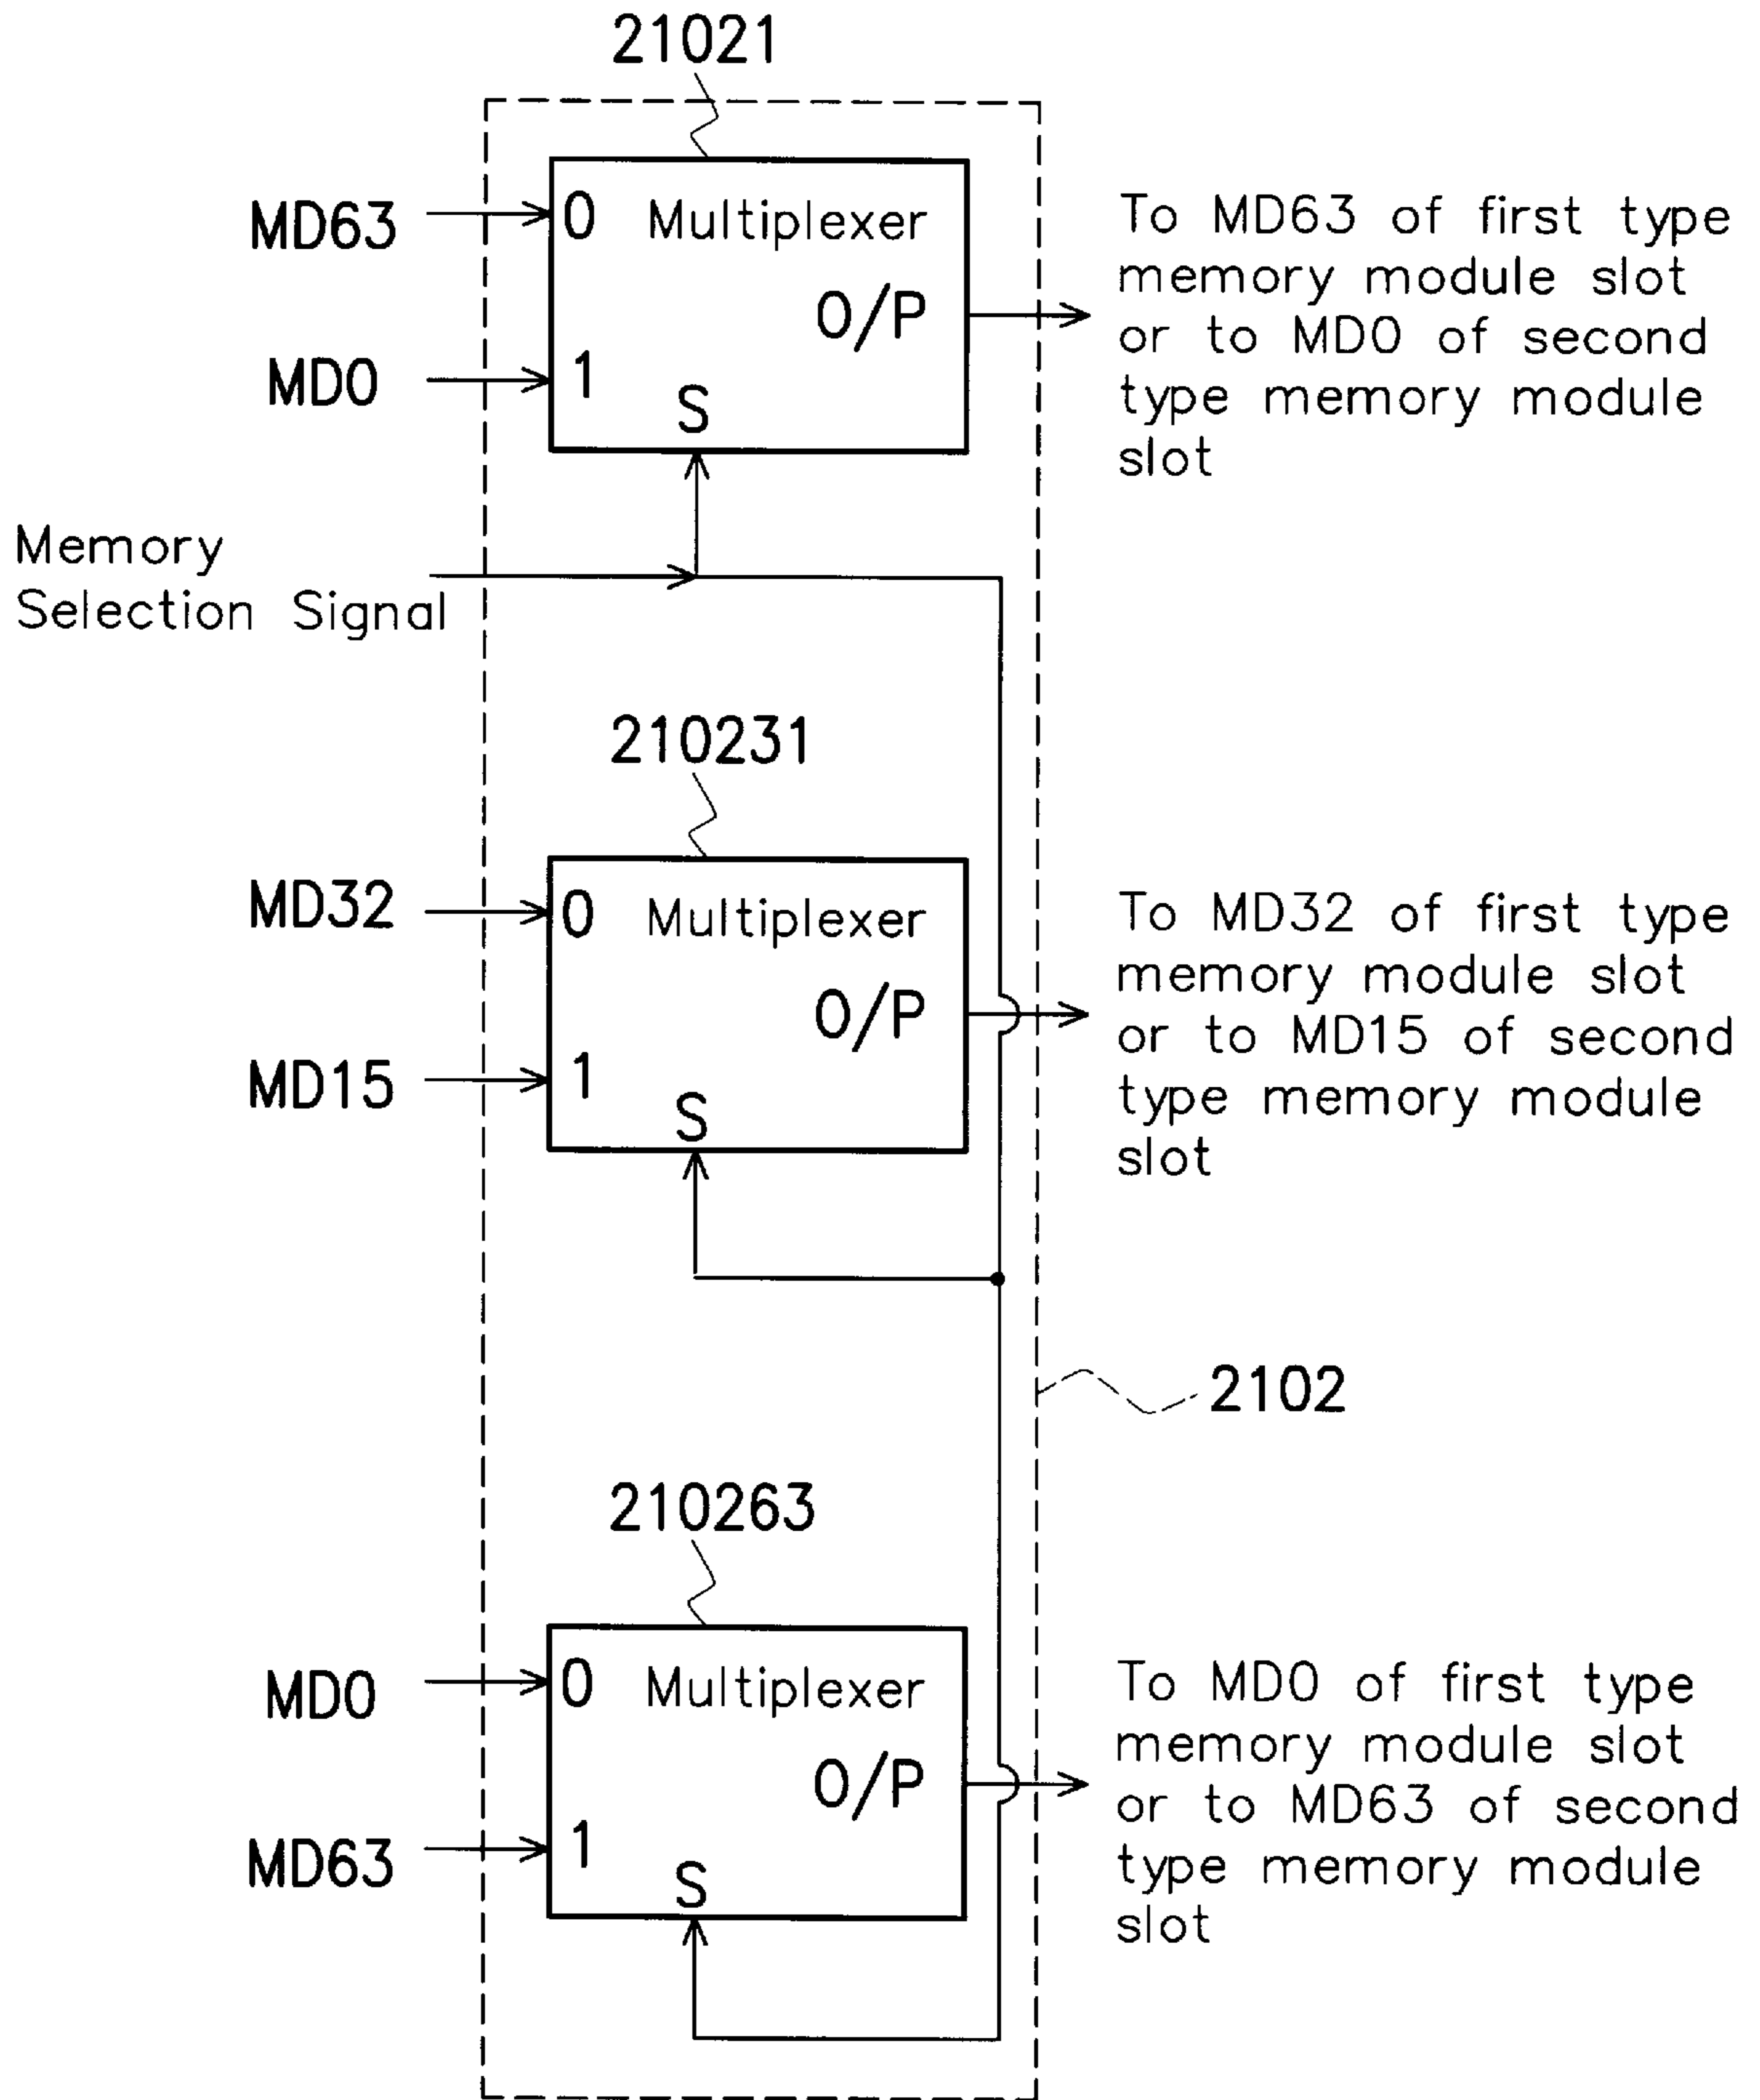 21021
MD63
0 Multiplexer
O/P
MD0
1
S
To MD63 of first type
memory module slot
or to MD0 of second
type memory module
slot
Memory
Selection Signal
210231
MD32
0 Multiplexer
O/P
MD15
1
S
To MD32 of first type
memory module slot
or to MD15 of second
type memory module
slot
2102
210263
MD0
0 Multiplexer
O/P
MD63
1
S
To MD0 of first type
memory module slot
or to MD63 of second
type memory module
slot